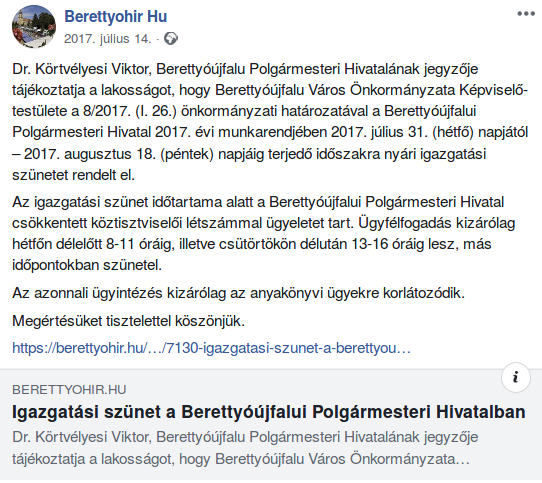 Berettyohir Hu
2017. július 14. ·
Dr. Körtvélyesi Viktor, Berettyóújfalu Polgármesteri Hivatalának jegyzője
tájékoztatja a lakosságot, hogy Berettyóújfalu Város Önkormányzata Képviselő-
testülete a 8/2017. (I. 26.) önkormányzati határozatával a Berettyóújfalui
Polgármesteri Hivatal 2017. évi munkarendjében 2017. július 31. (hétfő) napjától
– 2017. augusztus 18. (péntek) napjáig terjedő időszakra nyári igazgatási
szünetet rendelt el.
Az igazgatási szünet időtartama alatt a Berettyóújfalui Polgármesteri Hivatal
csökkentett köztisztviselői létszámmal ügyeletet tart. Ügyfélfogadás kizárólag
hétfőn délelőtt 8-11 óráig, illetve csütörtökön délután 13-16 óráig lesz, más
időpontokban szünetel.
Az azonnali ügyintézés kizárólag az anyakönyvi ügyekre korlátozódik.
Megértésüket tisztelettel köszönjük.
https://berettyohir.hu/…/7130-igazgatasi-szunet-a-berettyou…
BERETTYOHIR.HU
Igazgatási szünet a Berettyóújfalui Polgármesteri Hivatalban
Dr. Körtvélyesi Viktor, Berettyóújfalu Polgármesteri Hivatalának jegyzője
tájékoztatja a lakosságot, hogy Berettyóújfalu Város Önkormányzata…